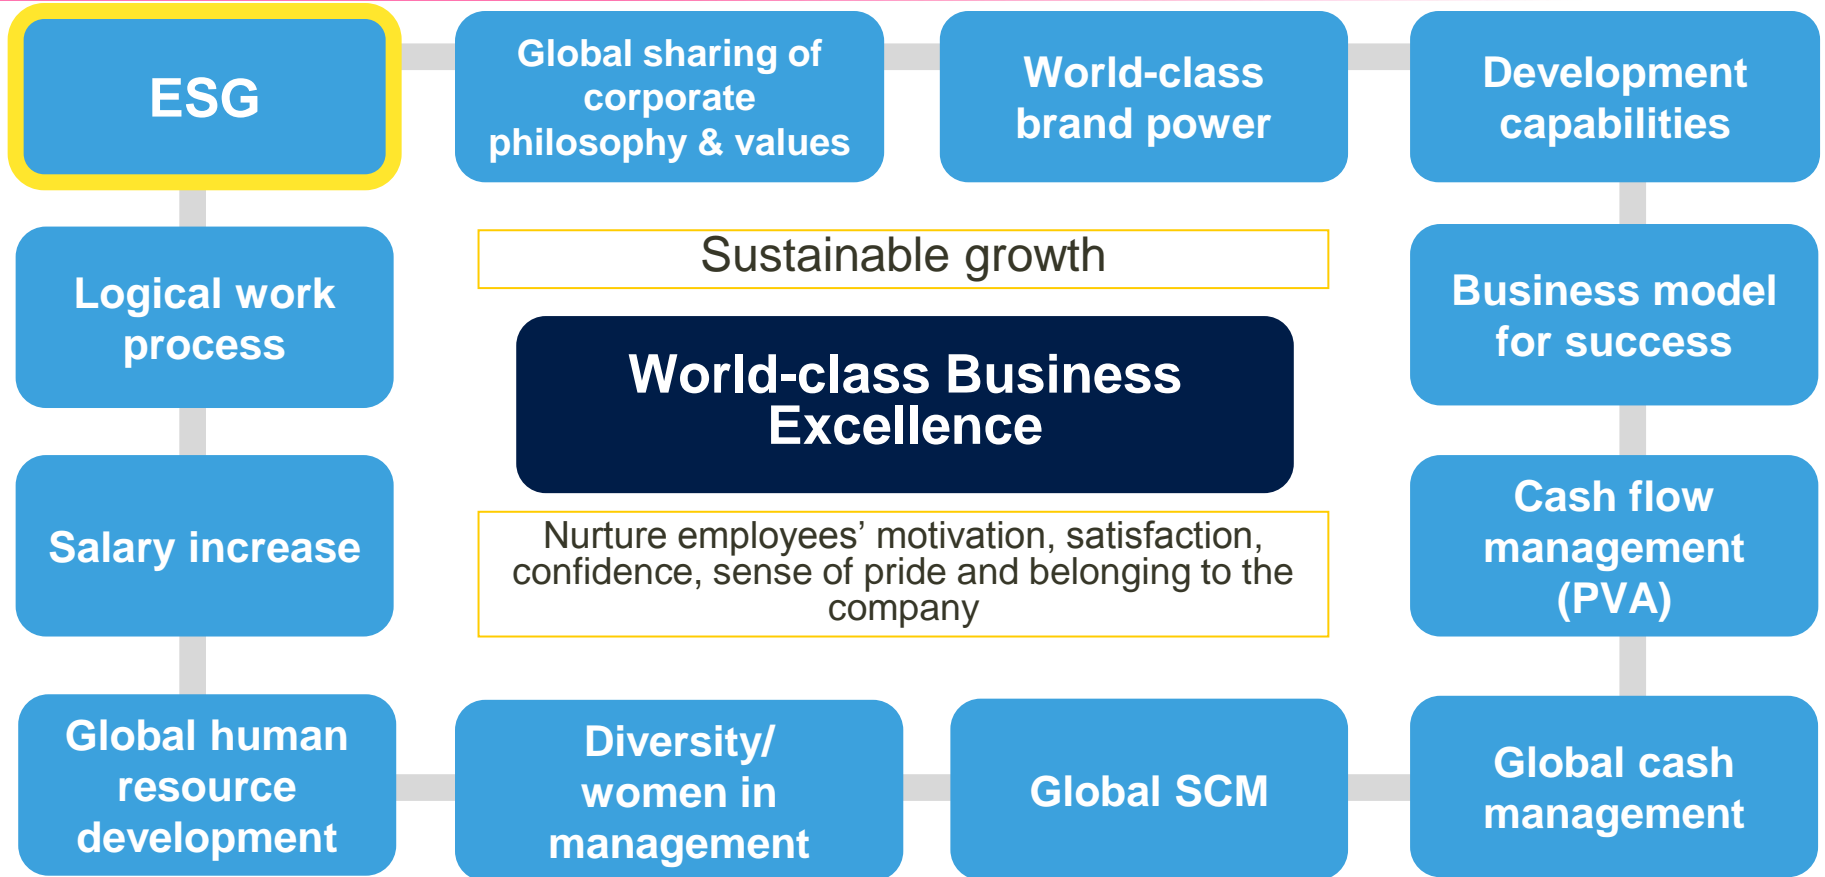 ESG
Global sharing of
corporate
philosophy & values
World-class
brand power
Development
capabilities
Logical work
process
Sustainable growth
Business model
for success
World-class Business
Excellence
Salary increase
Nurture employees’ motivation, satisfaction,
confidence, sense of pride and belonging to the
company
Cash flow
management
(PVA)
Global human
resource
development
Diversity/
women in
management
Global SCM
Global cash
management